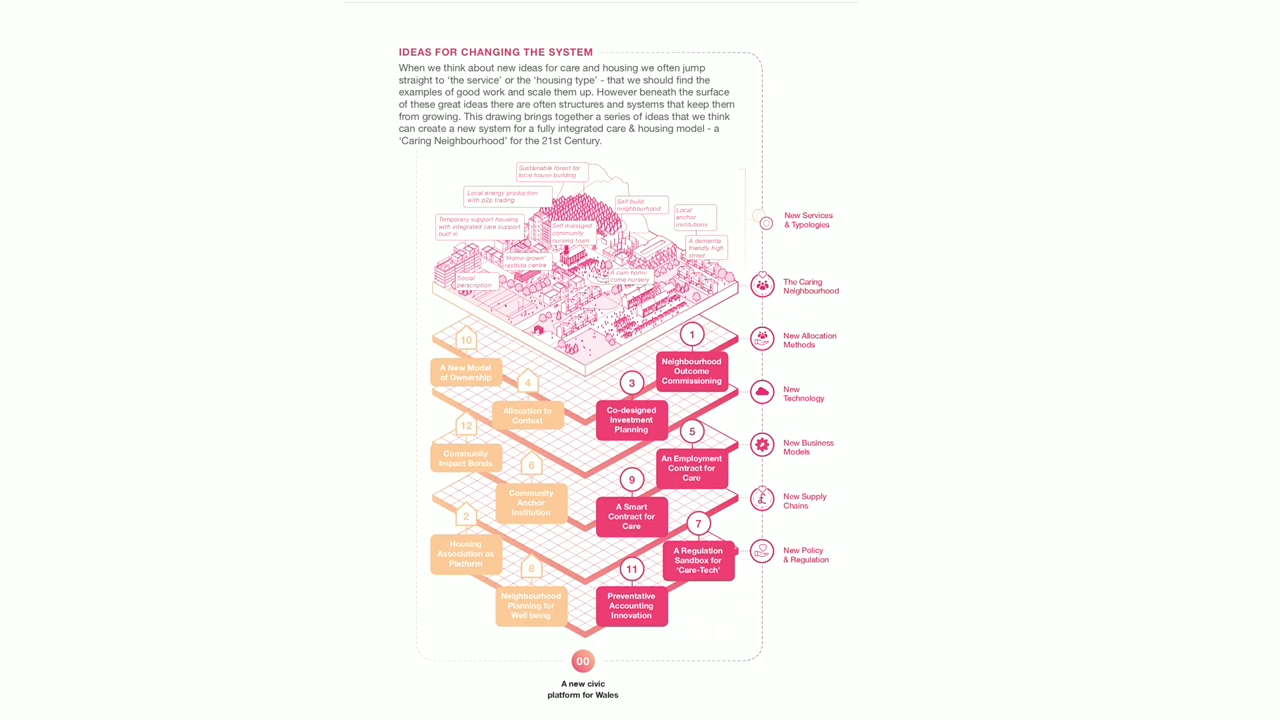 IDEAS FOR CHANGING THE SYSTEM
When we think about new ideas for care and housing we often jump
straight to 'the service' or the 'housing type' - that we should find the
examples of good work and scale them up. However beneath the surface
of these great ideas there are often structures and systems that keep them
from growing. This drawing brings together a series of ideas that we think
can create a new system for a fully integrated care & housing model - a
'Caring Neighbourhood' for the 21st Century.
Sustainable forest for
local house building
Local energy production
with p2p trading
Self build
neighbourhood
Local
anchor
institutions
Temporary support housing
with integrated care support
built in
Self managed
community
nursing team
A dementia
friendly high
street
'Home-grown'
restbite centre
A care home
come nursery
Social
perscription
New Services
& Typologies
The Caring
Neighbourhood
New Allocation
Methods
New
Technology
New Business
Models
New Supply
Chains
New Policy
& Regulation
10
A New Model
of Ownership
1
Neighbourhood
Outcome
Commissioning
4
Allocation to
Context
3
Co-designed
Investment
Planning
12
Community
Impact Bonds
5
An Employment
Contract for
Care
6
Community
Anchor
Institution
9
A Smart
Contract for
Care
2
Housing
Association as
Platform
7
A Regulation
Sandbox for
'Care-Tech'
8
Neighbourhood
Planning for
Well being
11
Preventative
Accounting
Innovation
00
A new civic
platform for Wales